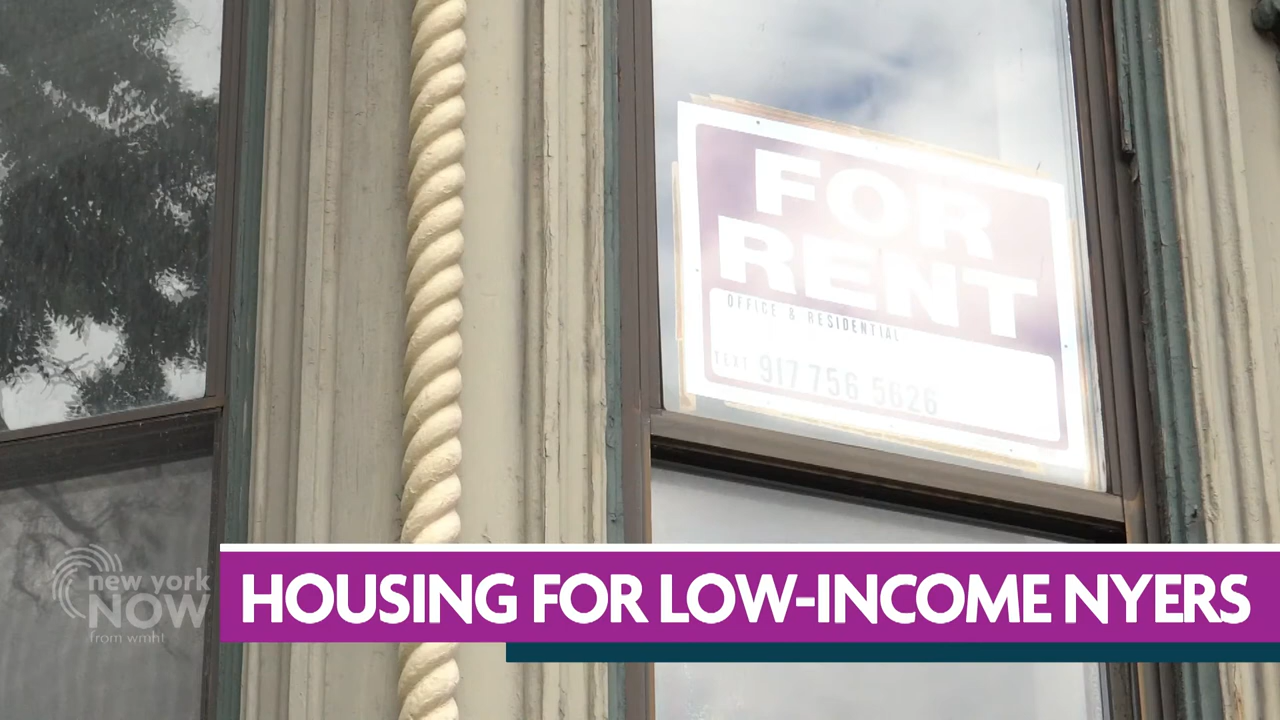 FOR
RENT
OFFICE & RESIDENTIAL
TEXT 917 756 5626
new york
NOW
from wmht
HOUSING FOR LOW-INCOME NYERS